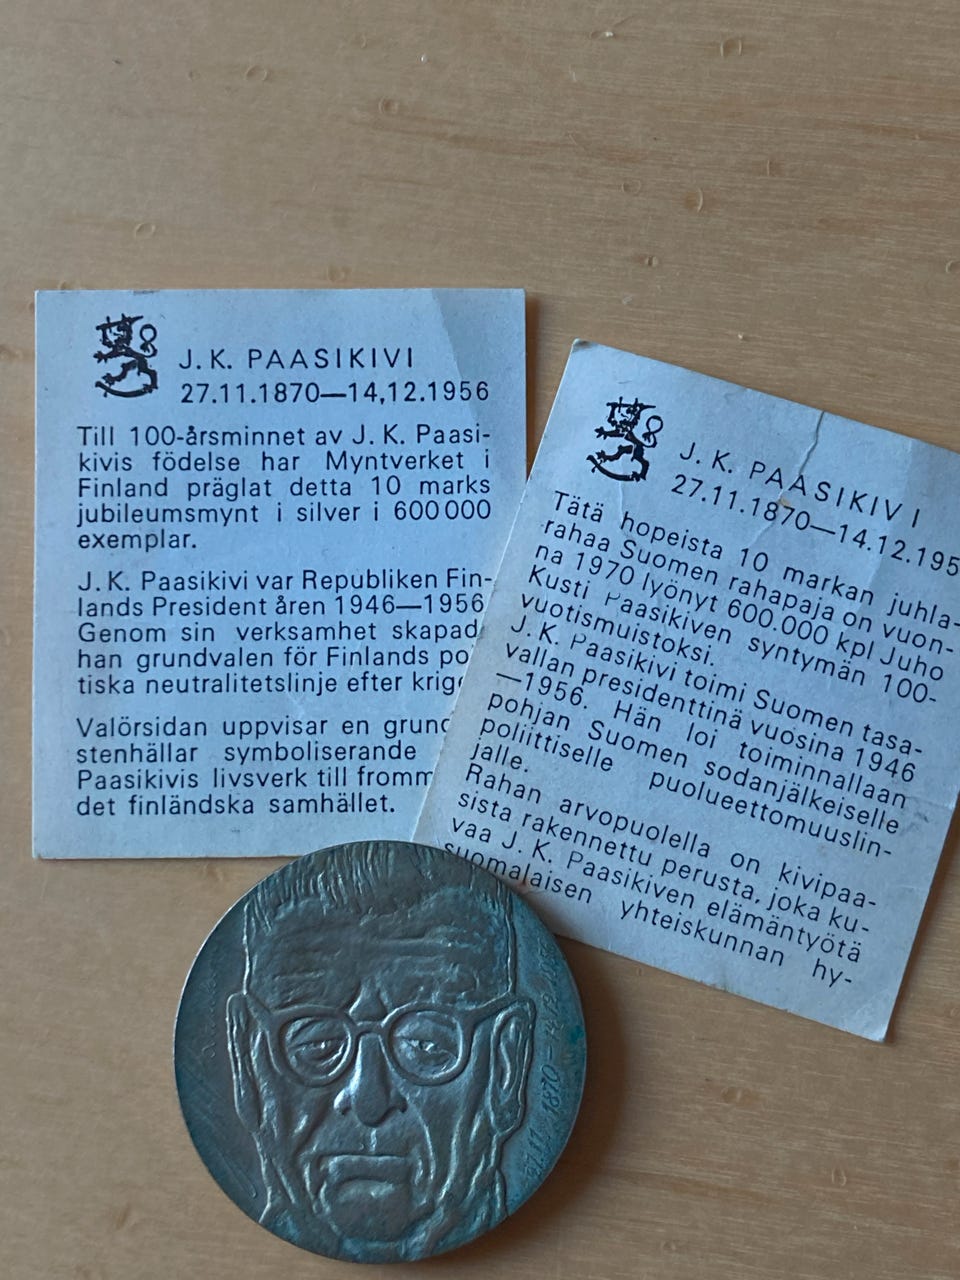 J. K. PAASIKIVI
27.11.1870—14,12.1956
Till 100-årsminnet av J. K. Paasi-
kivis födelse har Myntverket i
Finland präglat detta 10 marks
jubileumsmynt i silver i 600 000
exemplar.
J. K. Paasikivi var Republiken Fin-
lands President åren 1946—1956
Genom sin verksamhet skapad
han grundvalen för Finlands po
tiska neutralitetslinje efter krig
Valörsidan uppvisar en grund
stenhällar symboliserande
Paasikivis livsverk till fromm
det finländska samhället.
J. K. PAASIKIVI
27.11.1870—14.12.195
Tätä hopeista 10 markan juhla-
rahaa Suomen rahapaja on vuon-
na 1970 lyönyt 600.000 kpl Juho
Kusti Paasikiven syntymän 100-
vuotismuistoksi.
J. K. Paasikivi toimi Suomen tasa-
vallan presidenttinä vuosina 1946
—1956. Hän loi toiminnallaan
pohjan Suomen sodanjälkeiselle
poliittiselle puolueettomuuslin-
jalle.
Rahan arvopuolella on kivipaa-
sista rakennettu perusta, joka ku-
vaa J. K. Paasikiven elämäntyötä
suomalaisen yhteiskunnan hy-
27.11.1870 - 14.12.1956